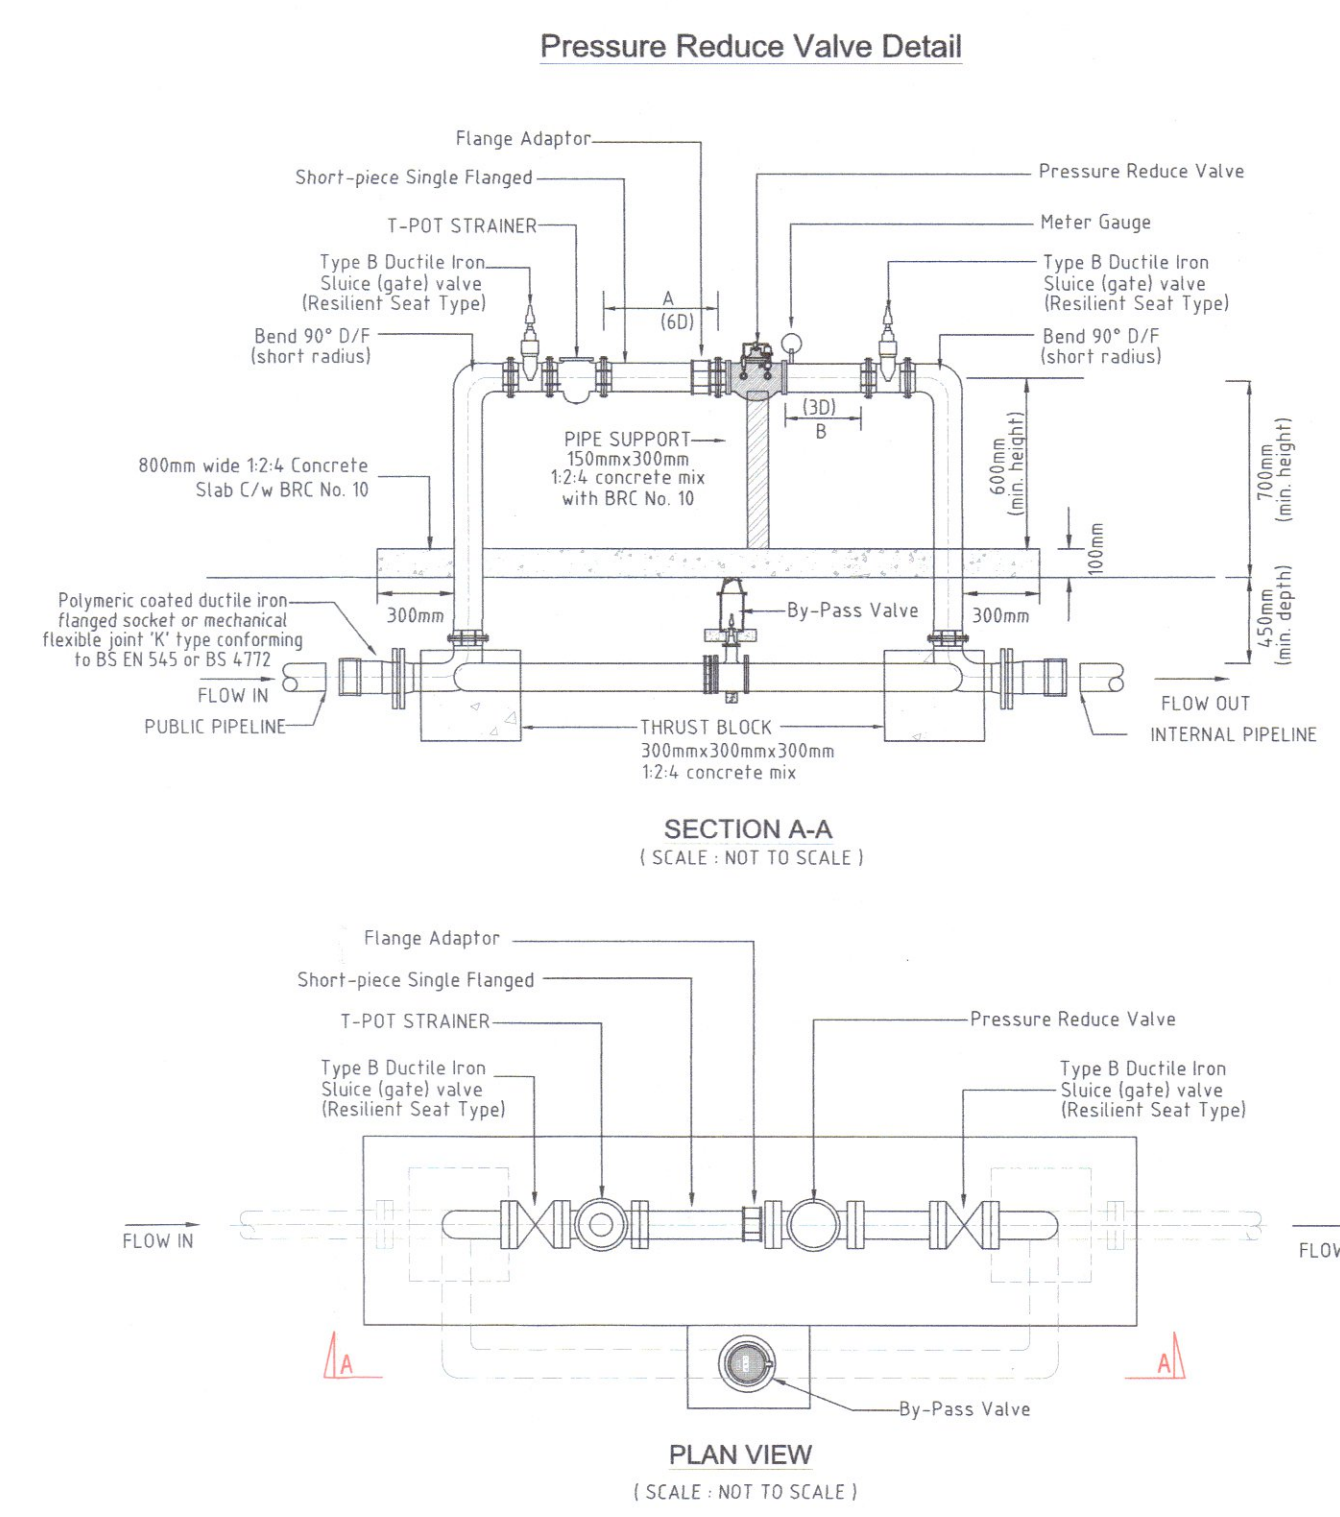 Pressure Reduce Valve Detail
Flange Adaptor
Short-piece Single Flanged
T-POT STRAINER
Type B Ductile Iron
Sluice (gate) valve
(Resilient Seat Type)
Bend 90° D/F
(short radius)
A
(6D)
Pressure Reduce Valve
Meter Gauge
Type B Ductile Iron
Sluice (gate) valve
(Resilient Seat Type)
Bend 90° D/F
(short radius)
(3D)
B
PIPE SUPPORT
150mmx300mm
1:2:4 concrete mix
with BRC No. 10
800mm wide 1:2:4 Concrete
Slab C/w BRC No. 10
600mm
(min. height)
700mm
(min. height)
100mm
300mm
By-Pass Valve
300mm
450mm
(min. depth)
Polymeric coated ductile iron
flanged socket or mechanical
flexible joint 'K' type conforming
to BS EN 545 or BS 4772
FLOW IN
PUBLIC PIPELINE
FLOW OUT
INTERNAL PIPELINE
THRUST BLOCK
300mmx300mmx300mm
1:2:4 concrete mix
SECTION A-A
( SCALE : NOT TO SCALE )
Flange Adaptor
Short-piece Single Flanged
T-POT STRAINER
Type B Ductile Iron
Sluice (gate) valve
(Resilient Seat Type)
Pressure Reduce Valve
Type B Ductile Iron
Sluice (gate) valve
(Resilient Seat Type)
FLOW IN
FLOW
A
A
By-Pass Valve
PLAN VIEW
( SCALE : NOT TO SCALE )